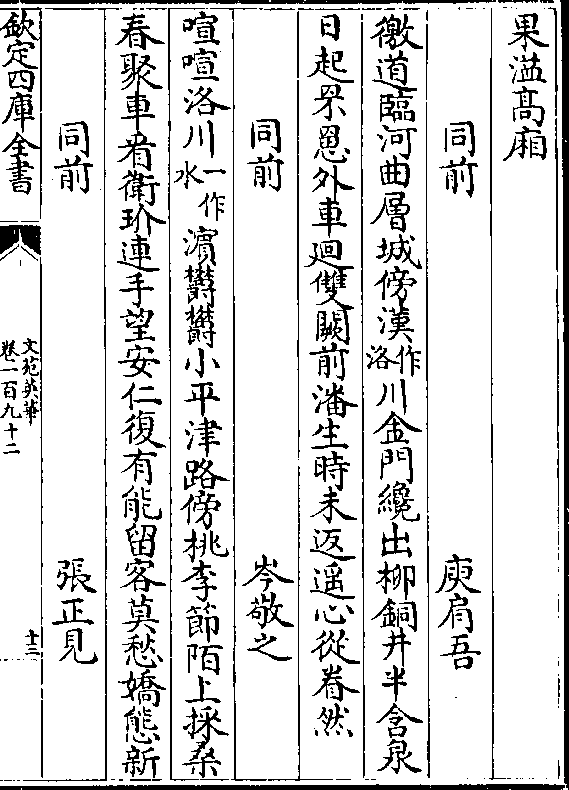 果溢髙廂
同前　庾肩吾
徼道臨河曲層城傍漢作洛川金門纔出柳銅井半含泉
日起罘罳外車廻雙闕前潘生時未返遥心從眷然
同前　岑敬之
喧喧洛川一作水濵欝欝小平津路傍桃李節陌上採桑
春聚車看衛玠連手望安仁復有能留客莫愁嬌態新
同前　張正見
欽定四庫全書
文苑英華
卷一百九十二
十二